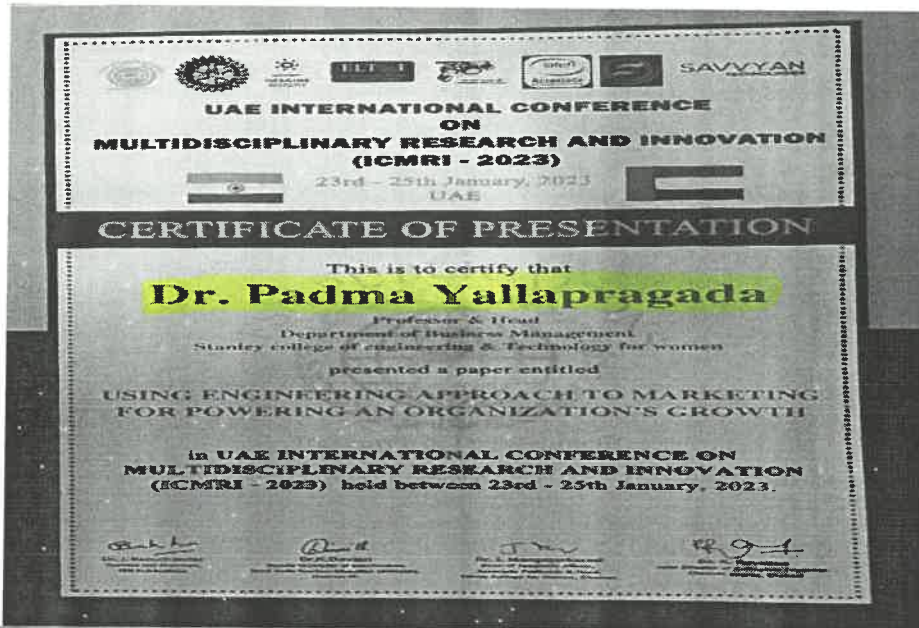 SAVVYAN
UAE INTERNATIONAL CONFERENCE
ON
MULTIDISCIPLINARY RESEARCH AND INNOVATION
(ICMRI - 2023)
23rd - 25th January, 2023
UAE
CERTIFICATE OF PRESENTATION
This is to certify that
Dr. Padma Yallapragada
Professor & Head
Department of Business Management
Stanley college of engineering & Technology for women
presented a paper entitled
USING ENGINEERING APPROACH TO MARKETING
FOR POWERING AN ORGANIZATION'S GROWTH
in UAE INTERNATIONAL CONFERENCE ON
MULTIDISCIPLINARY RESEARCH AND INNOVATION
(ICMRI - 2023) held between 23rd - 25th January, 2023.